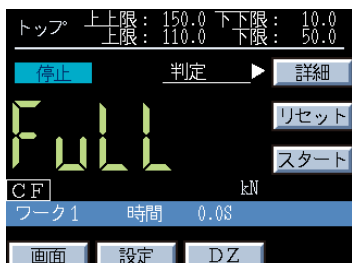 トップ 上上限: 150.0 下下限: 10.0
上限: 110.0 下限: 50.0
停止 判定 ▶ 詳細
リセット
FuLL
スタート
CF kN
ワーク1 時間 0.0S
画面 設定 DZ